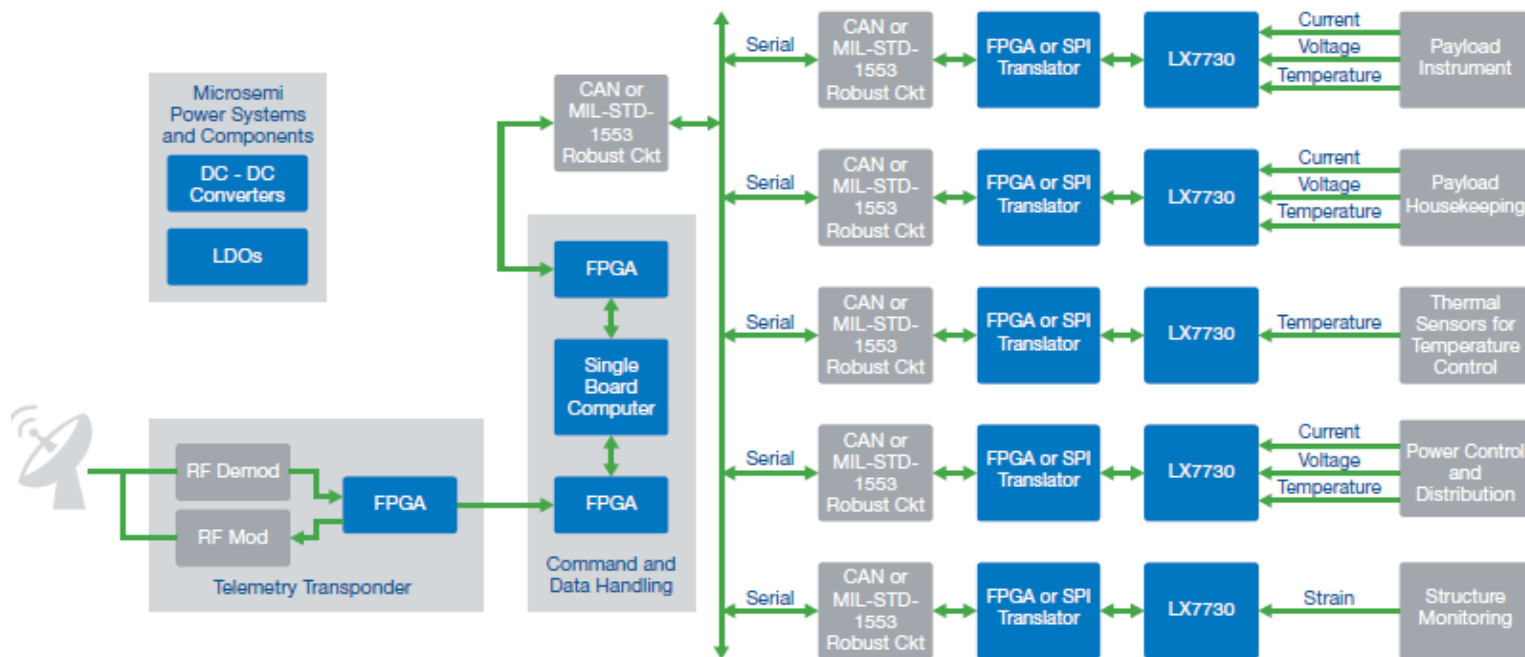 Microsemi
Power Systems
and Components
DC - DC
Converters
LDOs
RF Demod
RF Mod
FPGA
Telemetry Transponder
CAN or
MIL-STD-
1553
Robust Ckt
FPGA
Single
Board
Computer
FPGA
Command and
Data Handling
Serial
CAN or
MIL-STD-
1553
Robust Ckt
FPGA or SPI
Translator
LX7730
Current
Voltage
Temperature
Payload
Instrument
Serial
CAN or
MIL-STD-
1553
Robust Ckt
FPGA or SPI
Translator
LX7730
Current
Voltage
Temperature
Payload
Housekeeping
Serial
CAN or
MIL-STD-
1553
Robust Ckt
FPGA or SPI
Translator
LX7730
Temperature
Thermal
Sensors for
Temperature
Control
Serial
CAN or
MIL-STD-
1553
Robust Ckt
FPGA or SPI
Translator
LX7730
Current
Voltage
Temperature
Power Control
and
Distribution
Serial
CAN or
MIL-STD-
1553
Robust Ckt
FPGA or SPI
Translator
LX7730
Strain
Structure
Monitoring